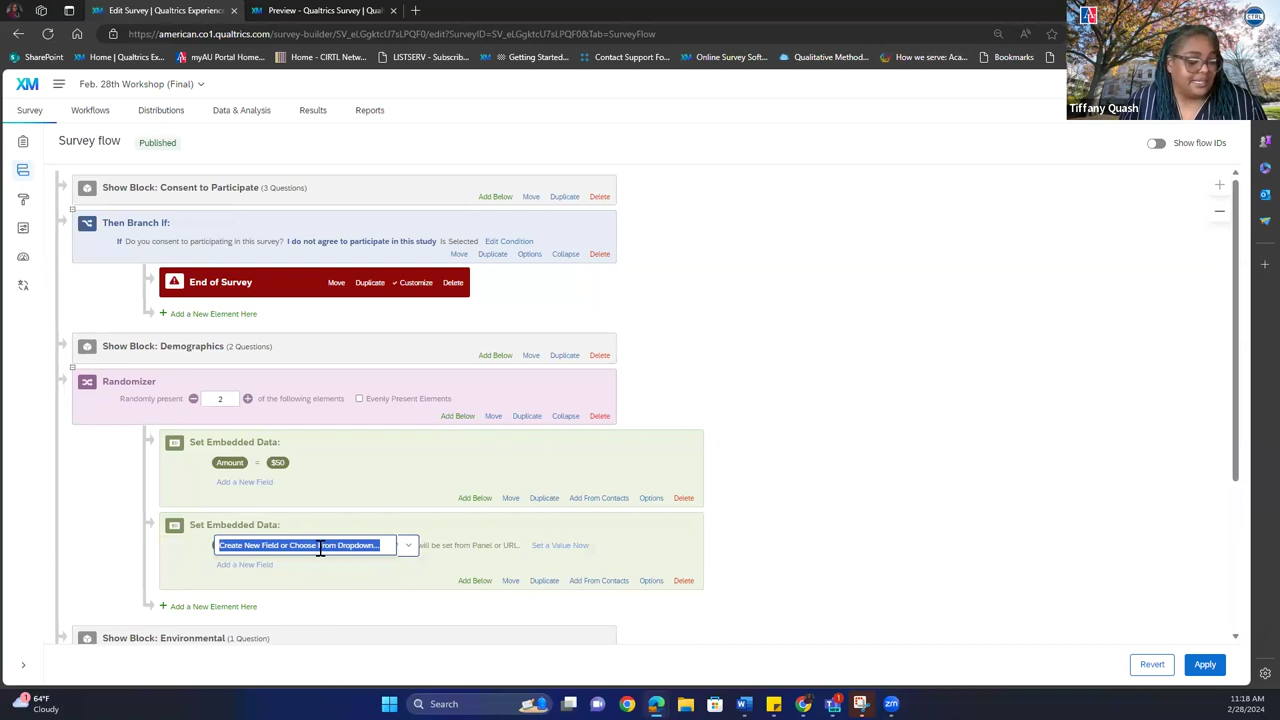 Edit Survey | Qualtrics Experien
Preview Survey - Qualtrics Expe
https://americanuniversity.co1.qualtrics.com/survey-builder/SV_eLGgktcU7sLPQF0/edit?SurveyID=SV_eLGgktcU7sLPQF0&Tab=SurveyFlow
SharePoint
American University...
myAU Portal Home...
Home - CIRTL Netw...
LISTSERV - Subscrib...
Contact Support Fo...
Online Survey Soft...
Qualitative Method...
How we serve: Aca...
Bookmarks
Tiffany Quash
CTRL
XM
Feb. 28th Workshop (Final)
Survey
Workflows
Distributions
Data & Analysis
Results
Reports
Survey flow
Published
Show flow IDs
Show Block: Consent to Participate (3 Questions)
Add Below Move Duplicate Delete
Then Branch If:
If Do you consent to participating in this survey? I do not agree to participate in this study Is Selected Edit Condition
Move Duplicate Options Collapse Delete
End of Survey
Move Duplicate Customize Delete
+ Add a New Element Here
Show Block: Demographics (2 Questions)
Add Below Move Duplicate Delete
Randomizer
Randomly present 2 of the following elements Evenly Present Elements
Add Below Move Duplicate Collapse Delete
Set Embedded Data:
Amount = $50
Add a New Field
Add Below Move Duplicate Add From Contacts Options Delete
Set Embedded Data:
Create New Field or Choose From Dropdown... will be set from Panel or URL. Set a Value Now
Add a New Field
Add Below Move Duplicate Add From Contacts Options Delete
+ Add a New Element Here
Show Block: Environmental (1 Question)
Revert
Apply
64°F
Cloudy
Search
11:18 AM
2/28/2024